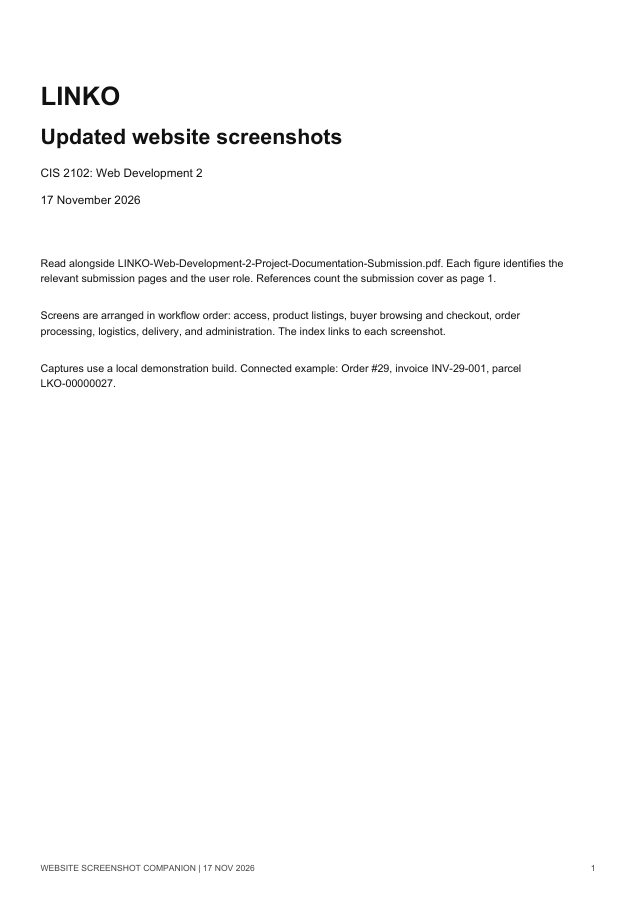 LINKO
Updated website screenshots
CIS 2102: Web Development 2
17 November 2026
Read alongside LINKO-Web-Development-2-Project-Documentation-Submission.pdf. Each figure identifies the
relevant submission pages and the user role. References count the submission cover as page 1.
Screens are arranged in workflow order: access, product listings, buyer browsing and checkout, order
processing, logistics, delivery, and administration. The index links to each screenshot.
Captures use a local demonstration build. Connected example: Order #29, invoice INV-29-001, parcel
LKO-00000027.
WEBSITE SCREENSHOT COMPANION | 17 NOV 2026 1